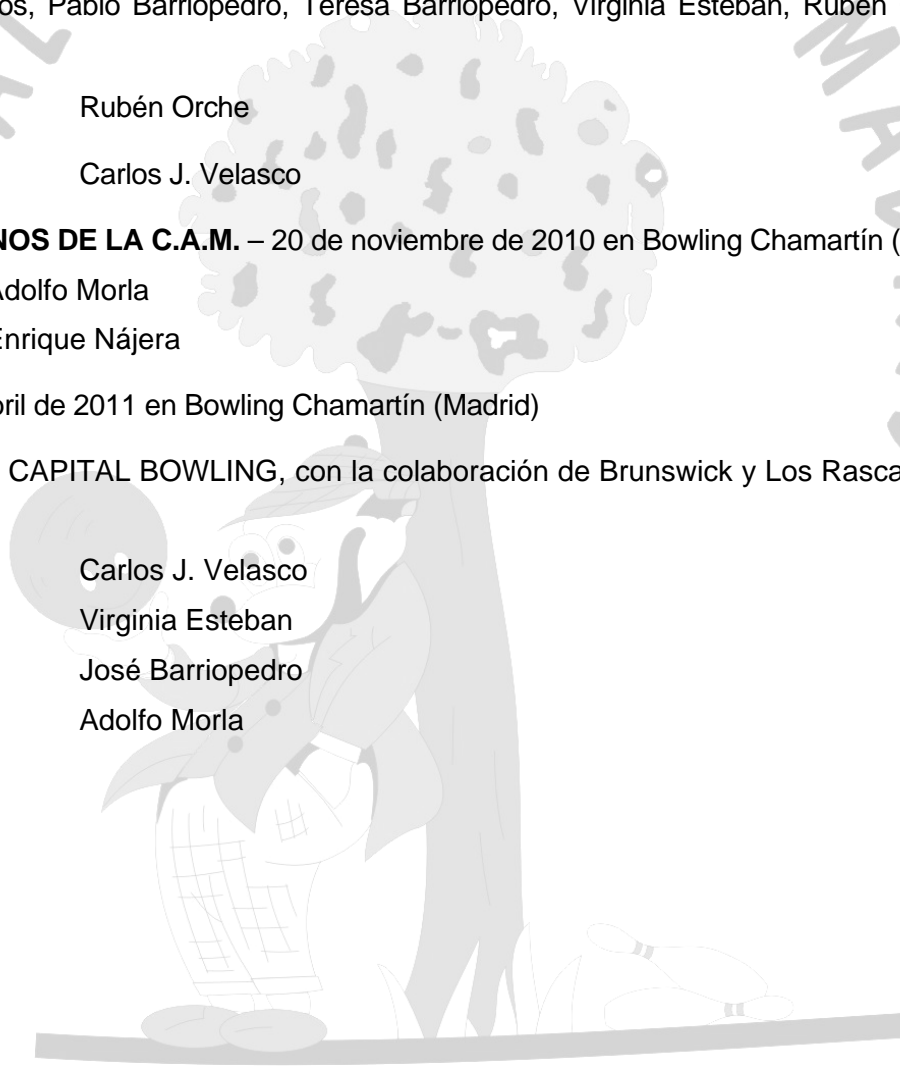 os, Pablo Barriopedro, Teresa Barriopedro, Virginia Esteban, Rubén
Rubén Orche
Carlos J. Velasco
NOS DE LA C.A.M. – 20 de noviembre de 2010 en Bowling Chamartín (
Adolfo Morla
Enrique Nájera
bril de 2011 en Bowling Chamartín (Madrid)
CAPITAL BOWLING, con la colaboración de Brunswick y Los Rasca
Carlos J. Velasco
Virginia Esteban
José Barriopedro
Adolfo Morla